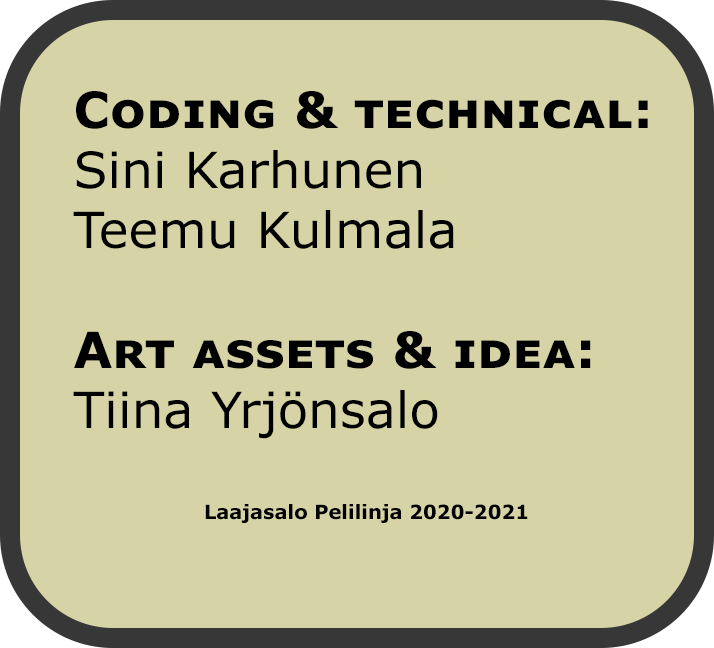 Coding & technical:
Sini Karhunen
Teemu Kulmala
Art assets & idea:
Tiina Yrjönsalo
Laajasalo Pelilinja 2020-2021